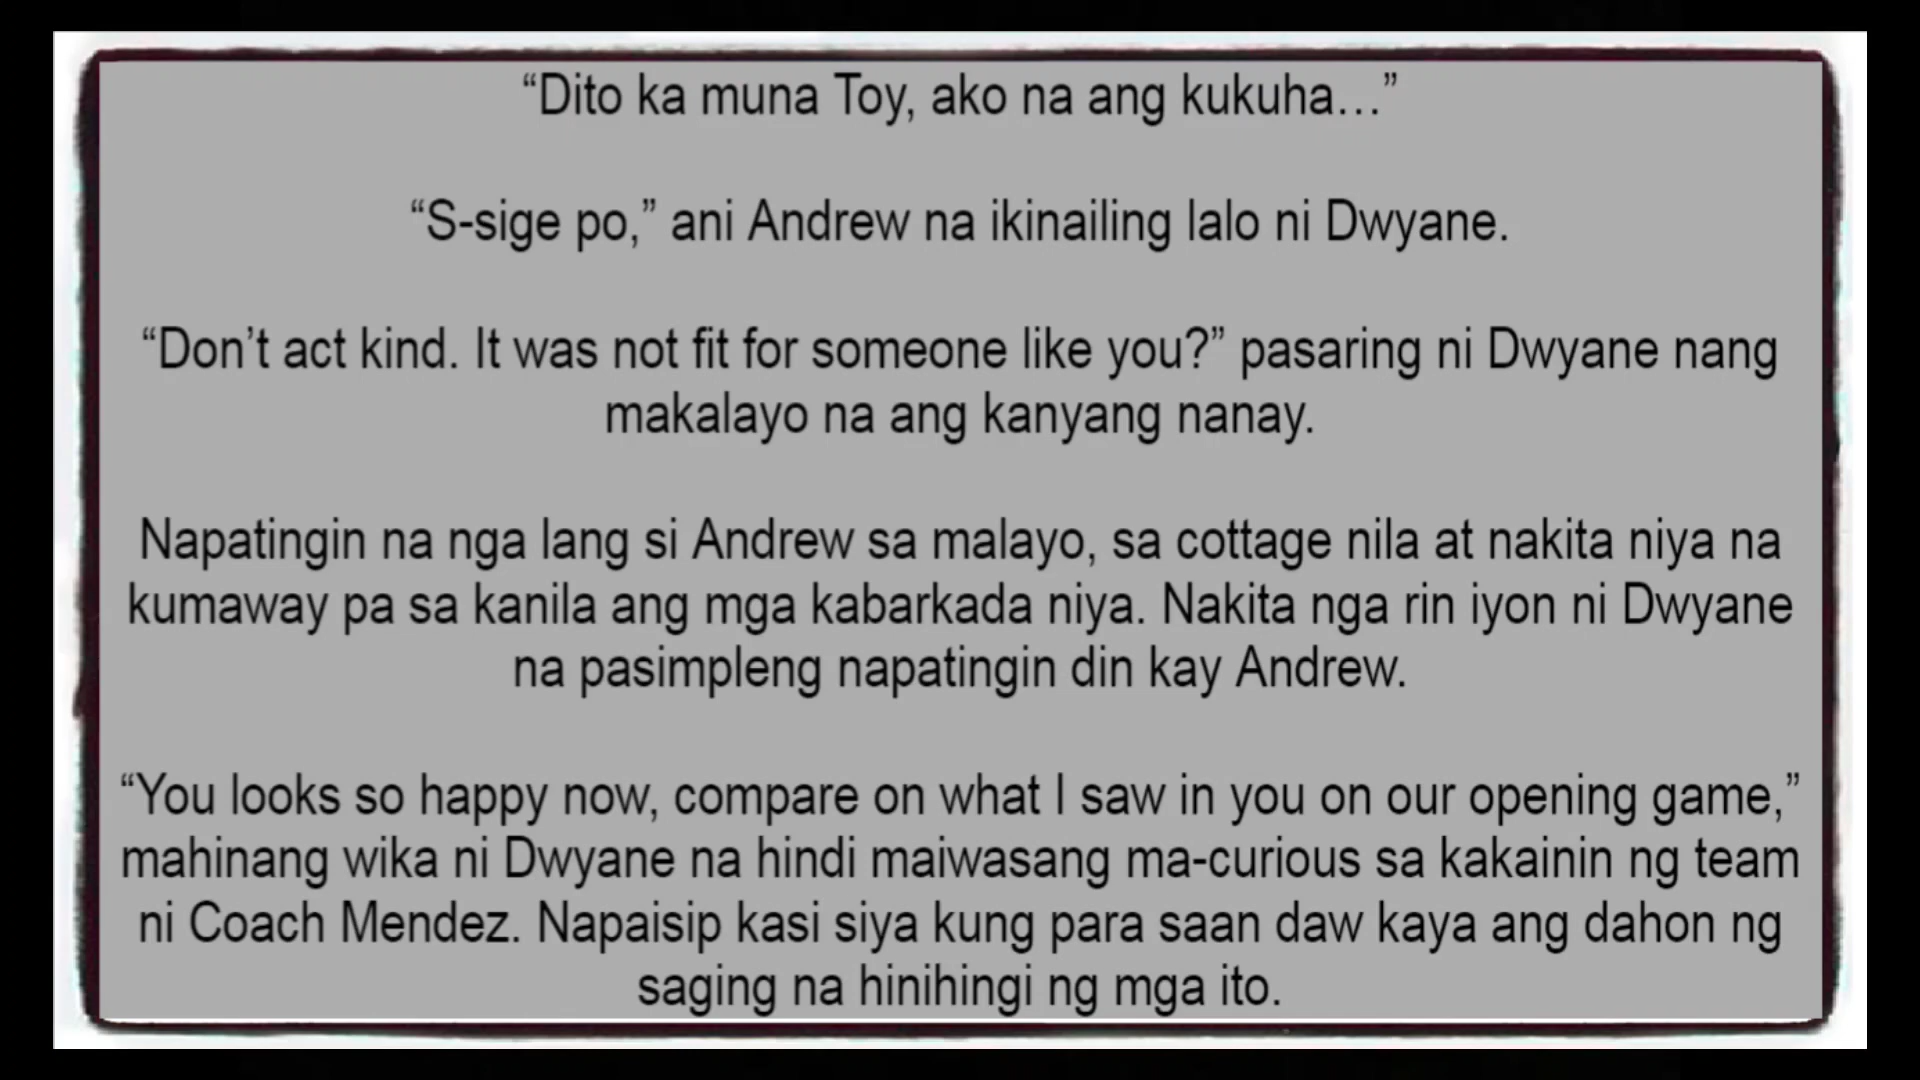 “Dito ka muna Toy, ako na ang kukuha…”
“S-sige po,” ani Andrew na ikinailing lalo ni Dwyane.
“Don’t act kind. It was not fit for someone like you?” pasaring ni Dwyane nang
makalayo na ang kanyang nanay.
Napatingin na nga lang si Andrew sa malayo, sa cottage nila at nakita niya na
kumaway pa sa kanila ang mga kabarkada niya. Nakita nga rin iyon ni Dwyane
na pasimpleng napatingin din kay Andrew.
“You looks so happy now, compare on what I saw in you on our opening game,”
mahinang wika ni Dwyane na hindi maiwasang ma-curious sa kakainin ng team
ni Coach Mendez. Napaisip kasi siya kung para saan daw kaya ang dahon ng
saging na hinihingi ng mga ito.